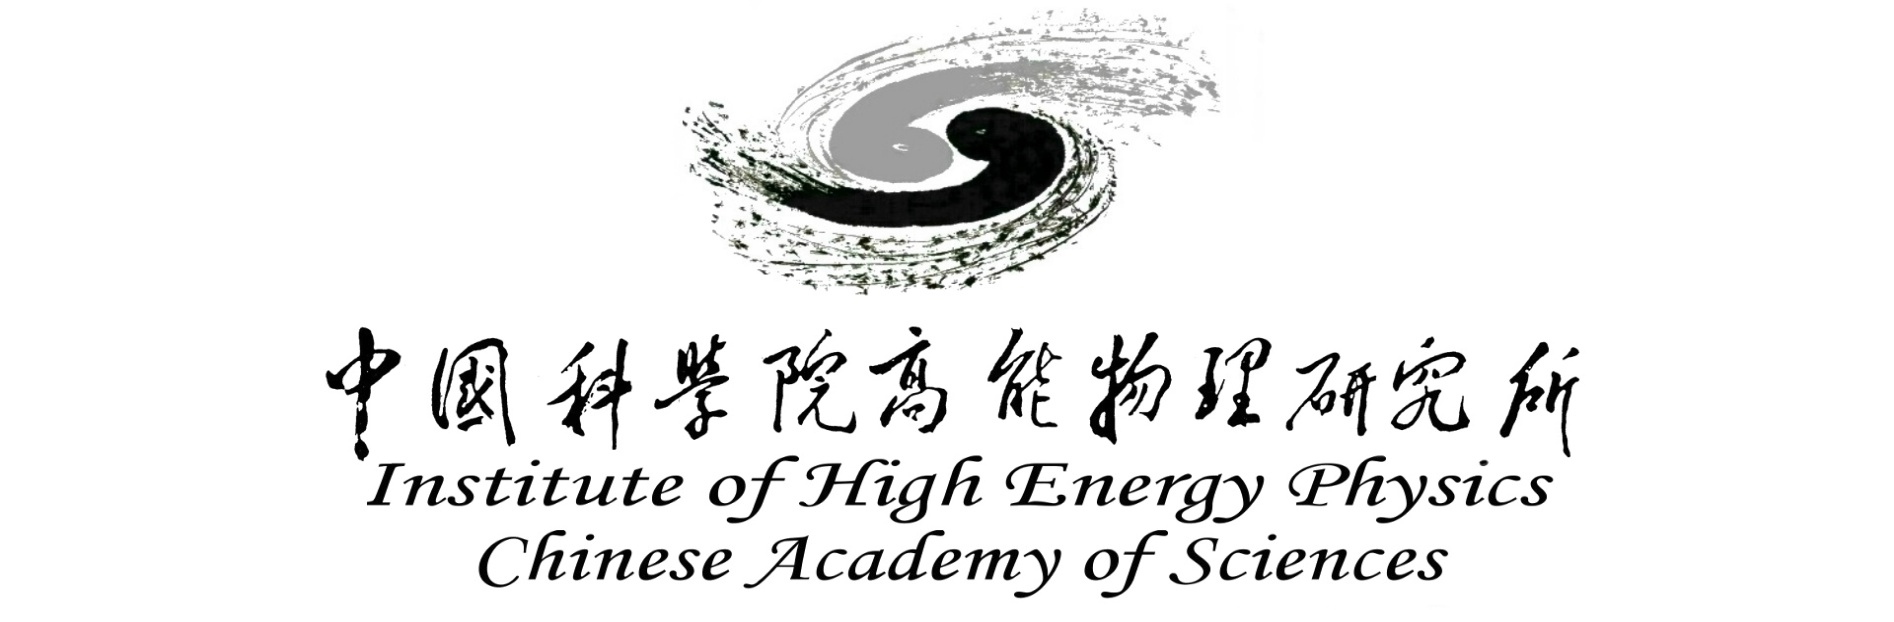 中國科學院高能物理研究所
Institute of High Energy Physics
Chinese Academy of Sciences